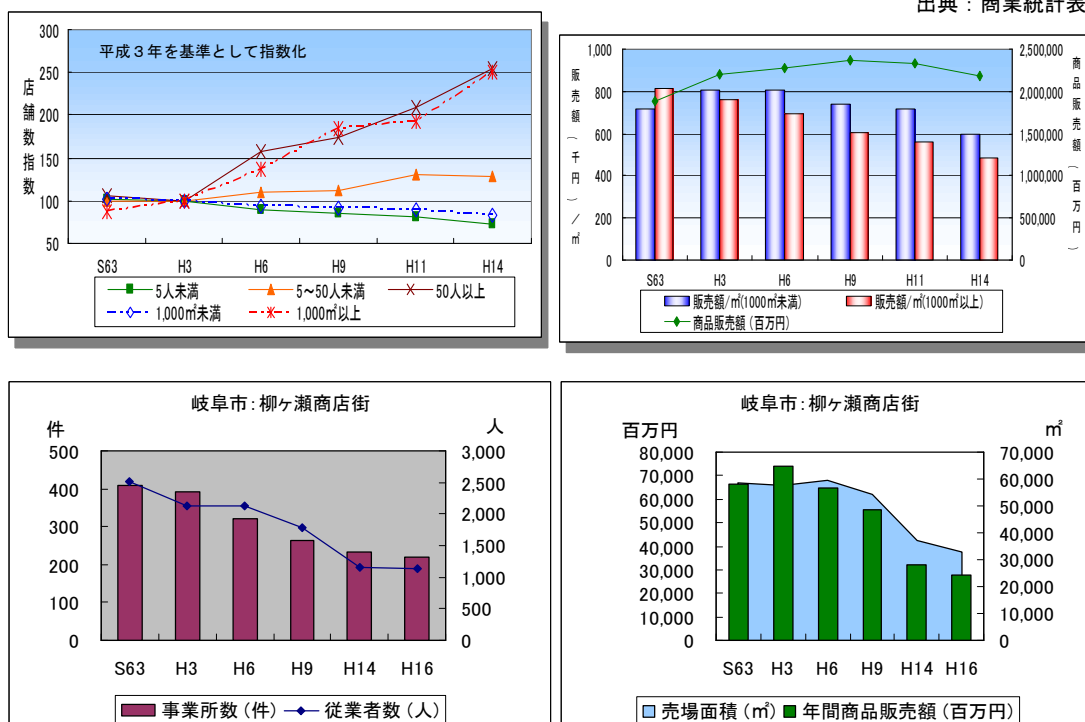 出典：商業統計表
平成３年を基準として指数化
店舗数指数
300
250
200
150
100
50
S63 H3 H6 H9 H11 H14
5人未満 5～50人未満 50人以上
1,000㎡未満 1,000㎡以上
販売額（千円）/㎡
1,000
800
600
400
200
0
商品販売額（百万円）
2,500,000
2,000,000
1,500,000
1,000,000
500,000
0
S63 H3 H6 H9 H11 H14
販売額/㎡(1000㎡未満) 販売額/㎡(1000㎡以上)
商品販売額（百万円）
岐阜市：柳ヶ瀬商店街
件 人
500 3,000
400 2,500
300 2,000
200 1,500
100 1,000
0 500
0
S63 H3 H6 H9 H14 H16
事業所数（件） 従業者数（人）
岐阜市：柳ヶ瀬商店街
百万円 ㎡
80,000 70,000
70,000 60,000
60,000 50,000
50,000 40,000
40,000 30,000
30,000 20,000
20,000 10,000
10,000 0
0
S63 H3 H6 H9 H14 H16
売場面積（㎡） 年間商品販売額（百万円）